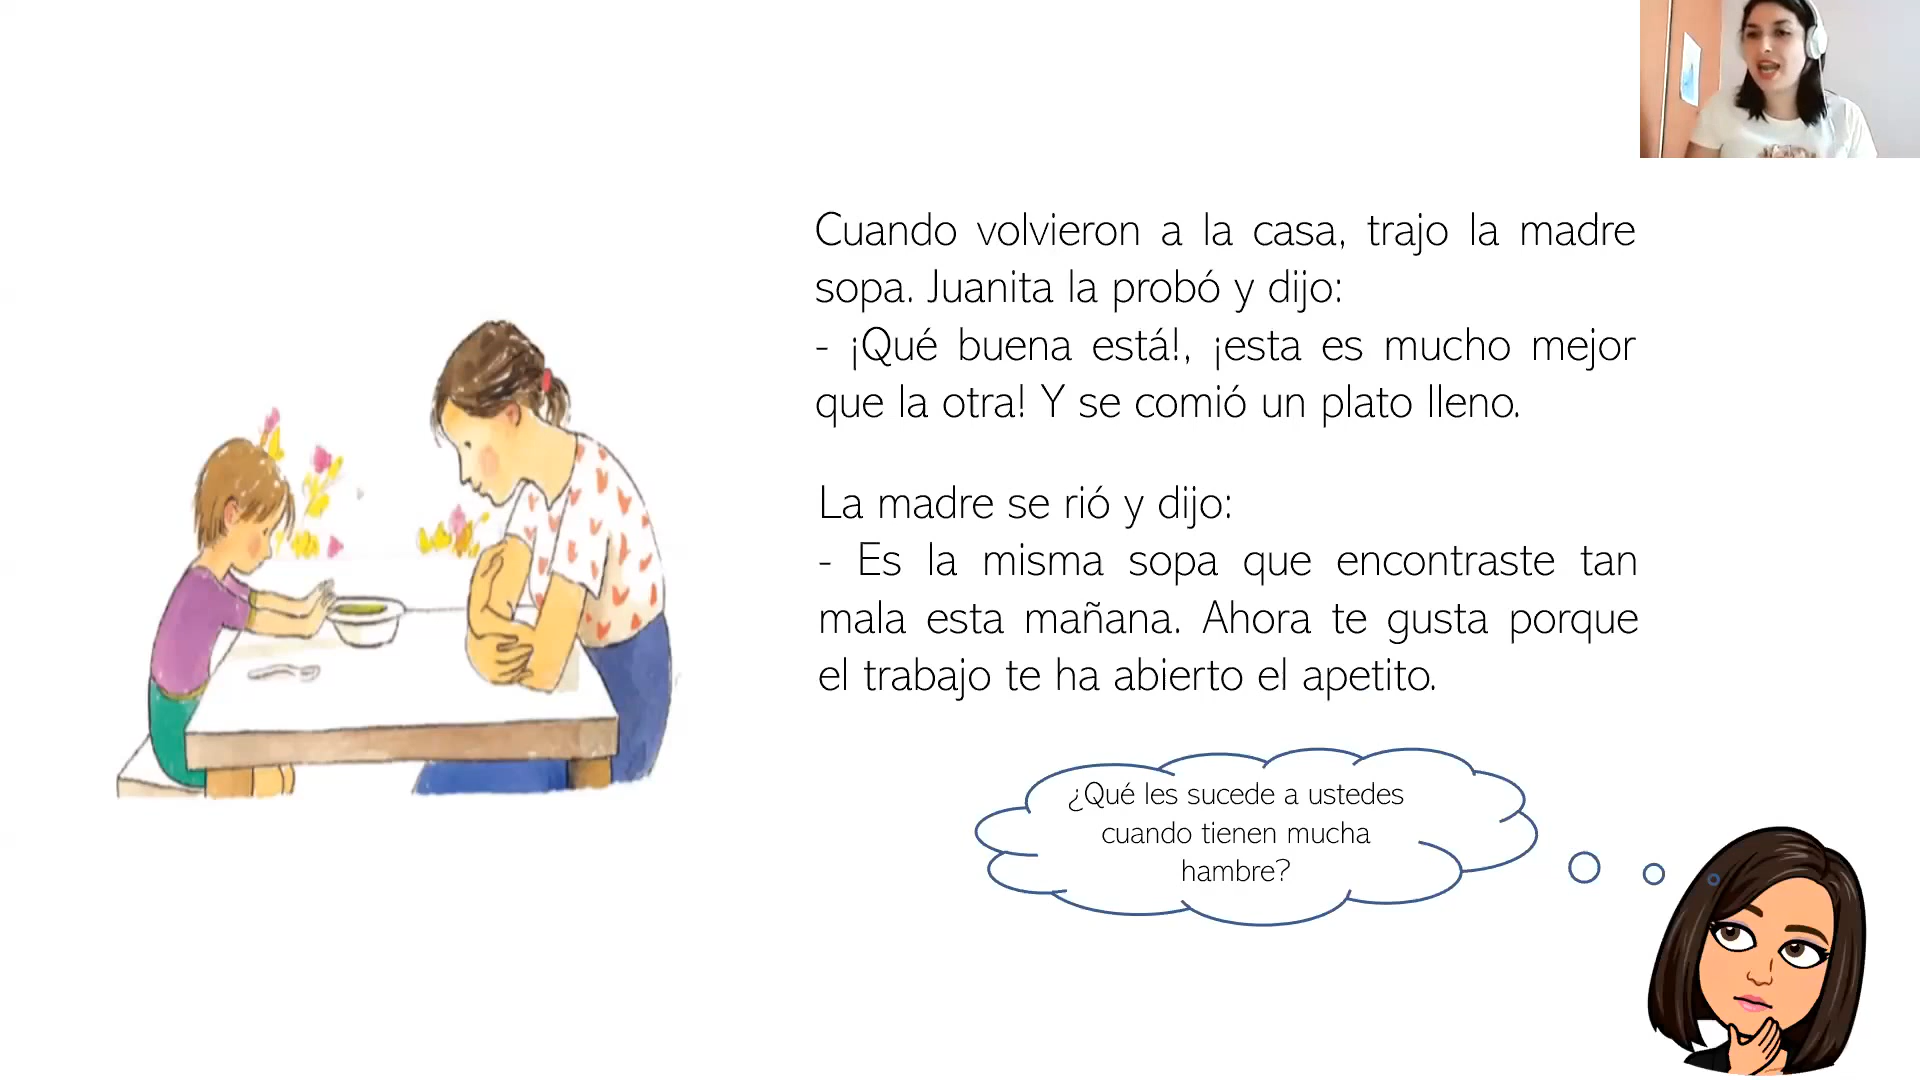 Cuando volvieron a la casa, trajo la madre
sopa. Juanita la probó y dijo:
- ¡Qué buena está!, ¡esta es mucho mejor
que la otra! Y se comió un plato lleno.
La madre se rió y dijo:
- Es la misma sopa que encontraste tan
mala esta mañana. Ahora te gusta porque
el trabajo te ha abierto el apetito.
¿Qué les sucede a ustedes
cuando tienen mucha
hambre?